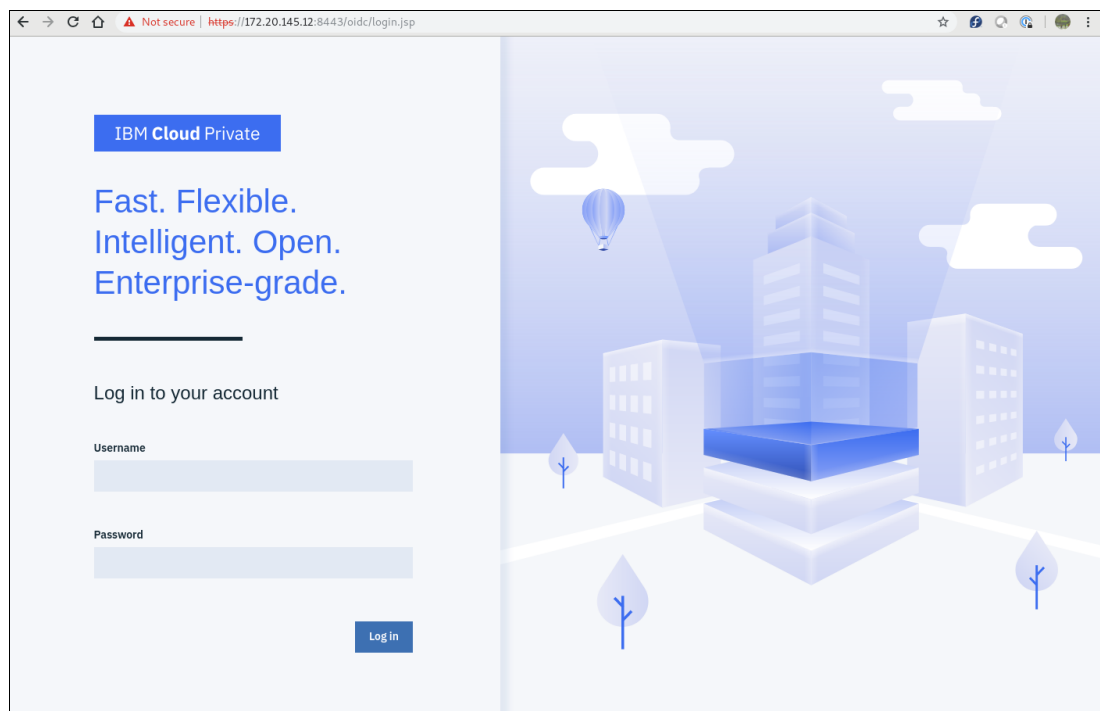 Not secure
https://172.20.145.12:8443/oidc/login.jsp
IBM Cloud Private
Fast. Flexible.
Intelligent. Open.
Enterprise-grade.
Log in to your account
Username
Password
Log in